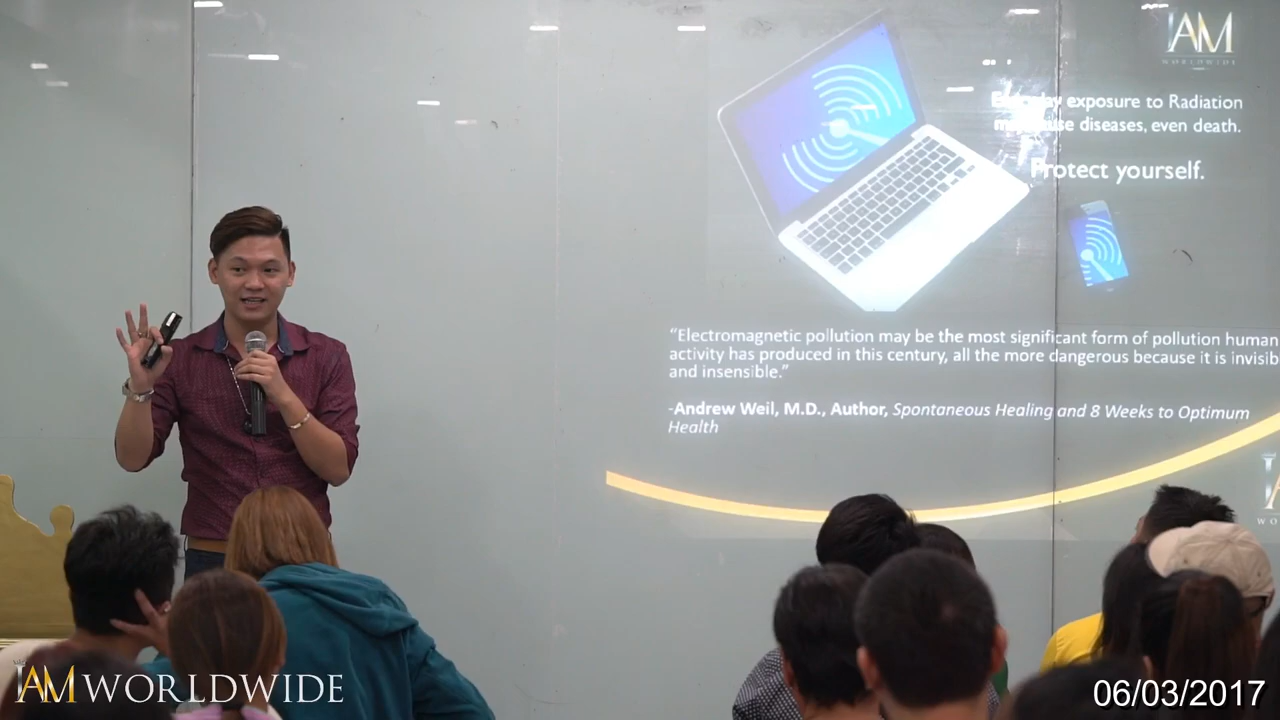 IAM
WORLDWIDE
exposure to Radiation
diseases, even death.
Protect yourself.
“Electromagnetic pollution may be the most significant form of pollution human
activity has produced in this century, all the more dangerous because it is invisib
and insensible.”
-Andrew Weil, M.D., Author, Spontaneous Healing and 8 Weeks to Optimum
Health
IAM WORLDWIDE
06/03/2017